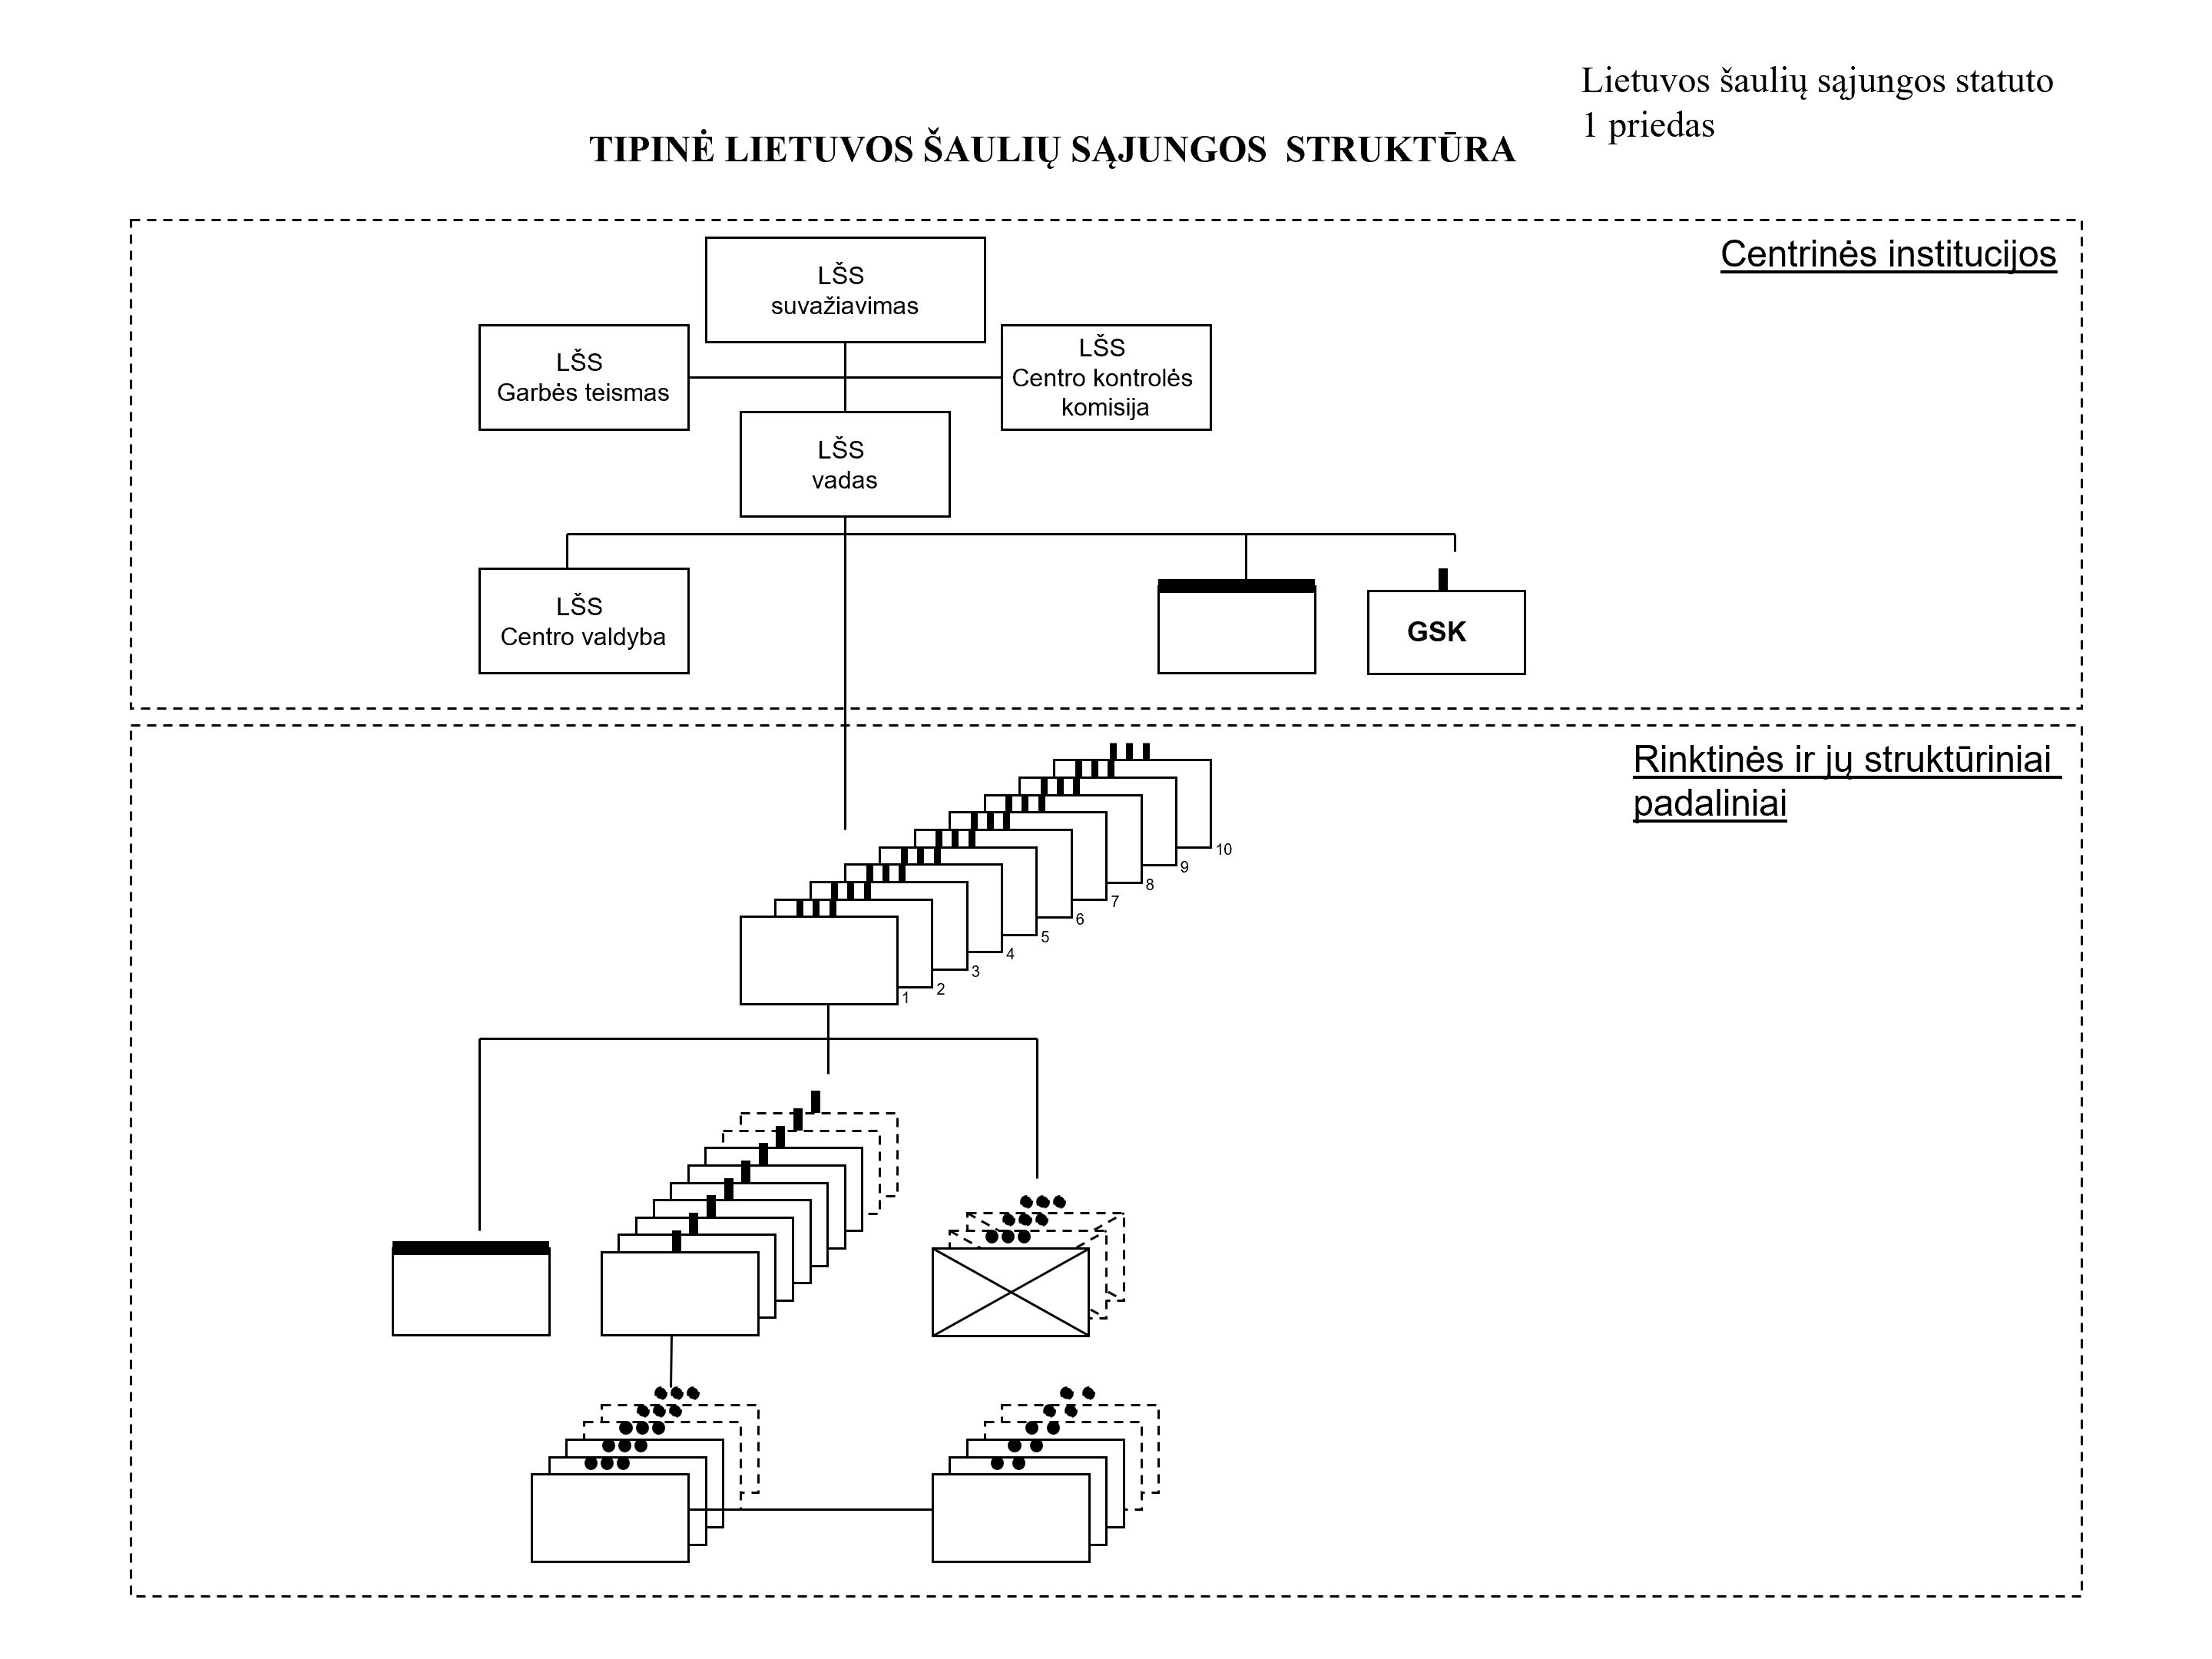 Lietuvos šaulių sąjungos statuto
1 priedas
TIPINĖ LIETUVOS ŠAULIŲ SĄJUNGOS STRUKTŪRA
Centrinės institucijos
LŠS
suvažiavimas
LŠS
Garbės teismas
LŠS
Centro kontrolės
komisija
LŠS
vadas
LŠS
Centro valdyba
GSK
Rinktinės ir jų struktūriniai
padaliniai
10
9
8
7
6
5
4
3
2
1